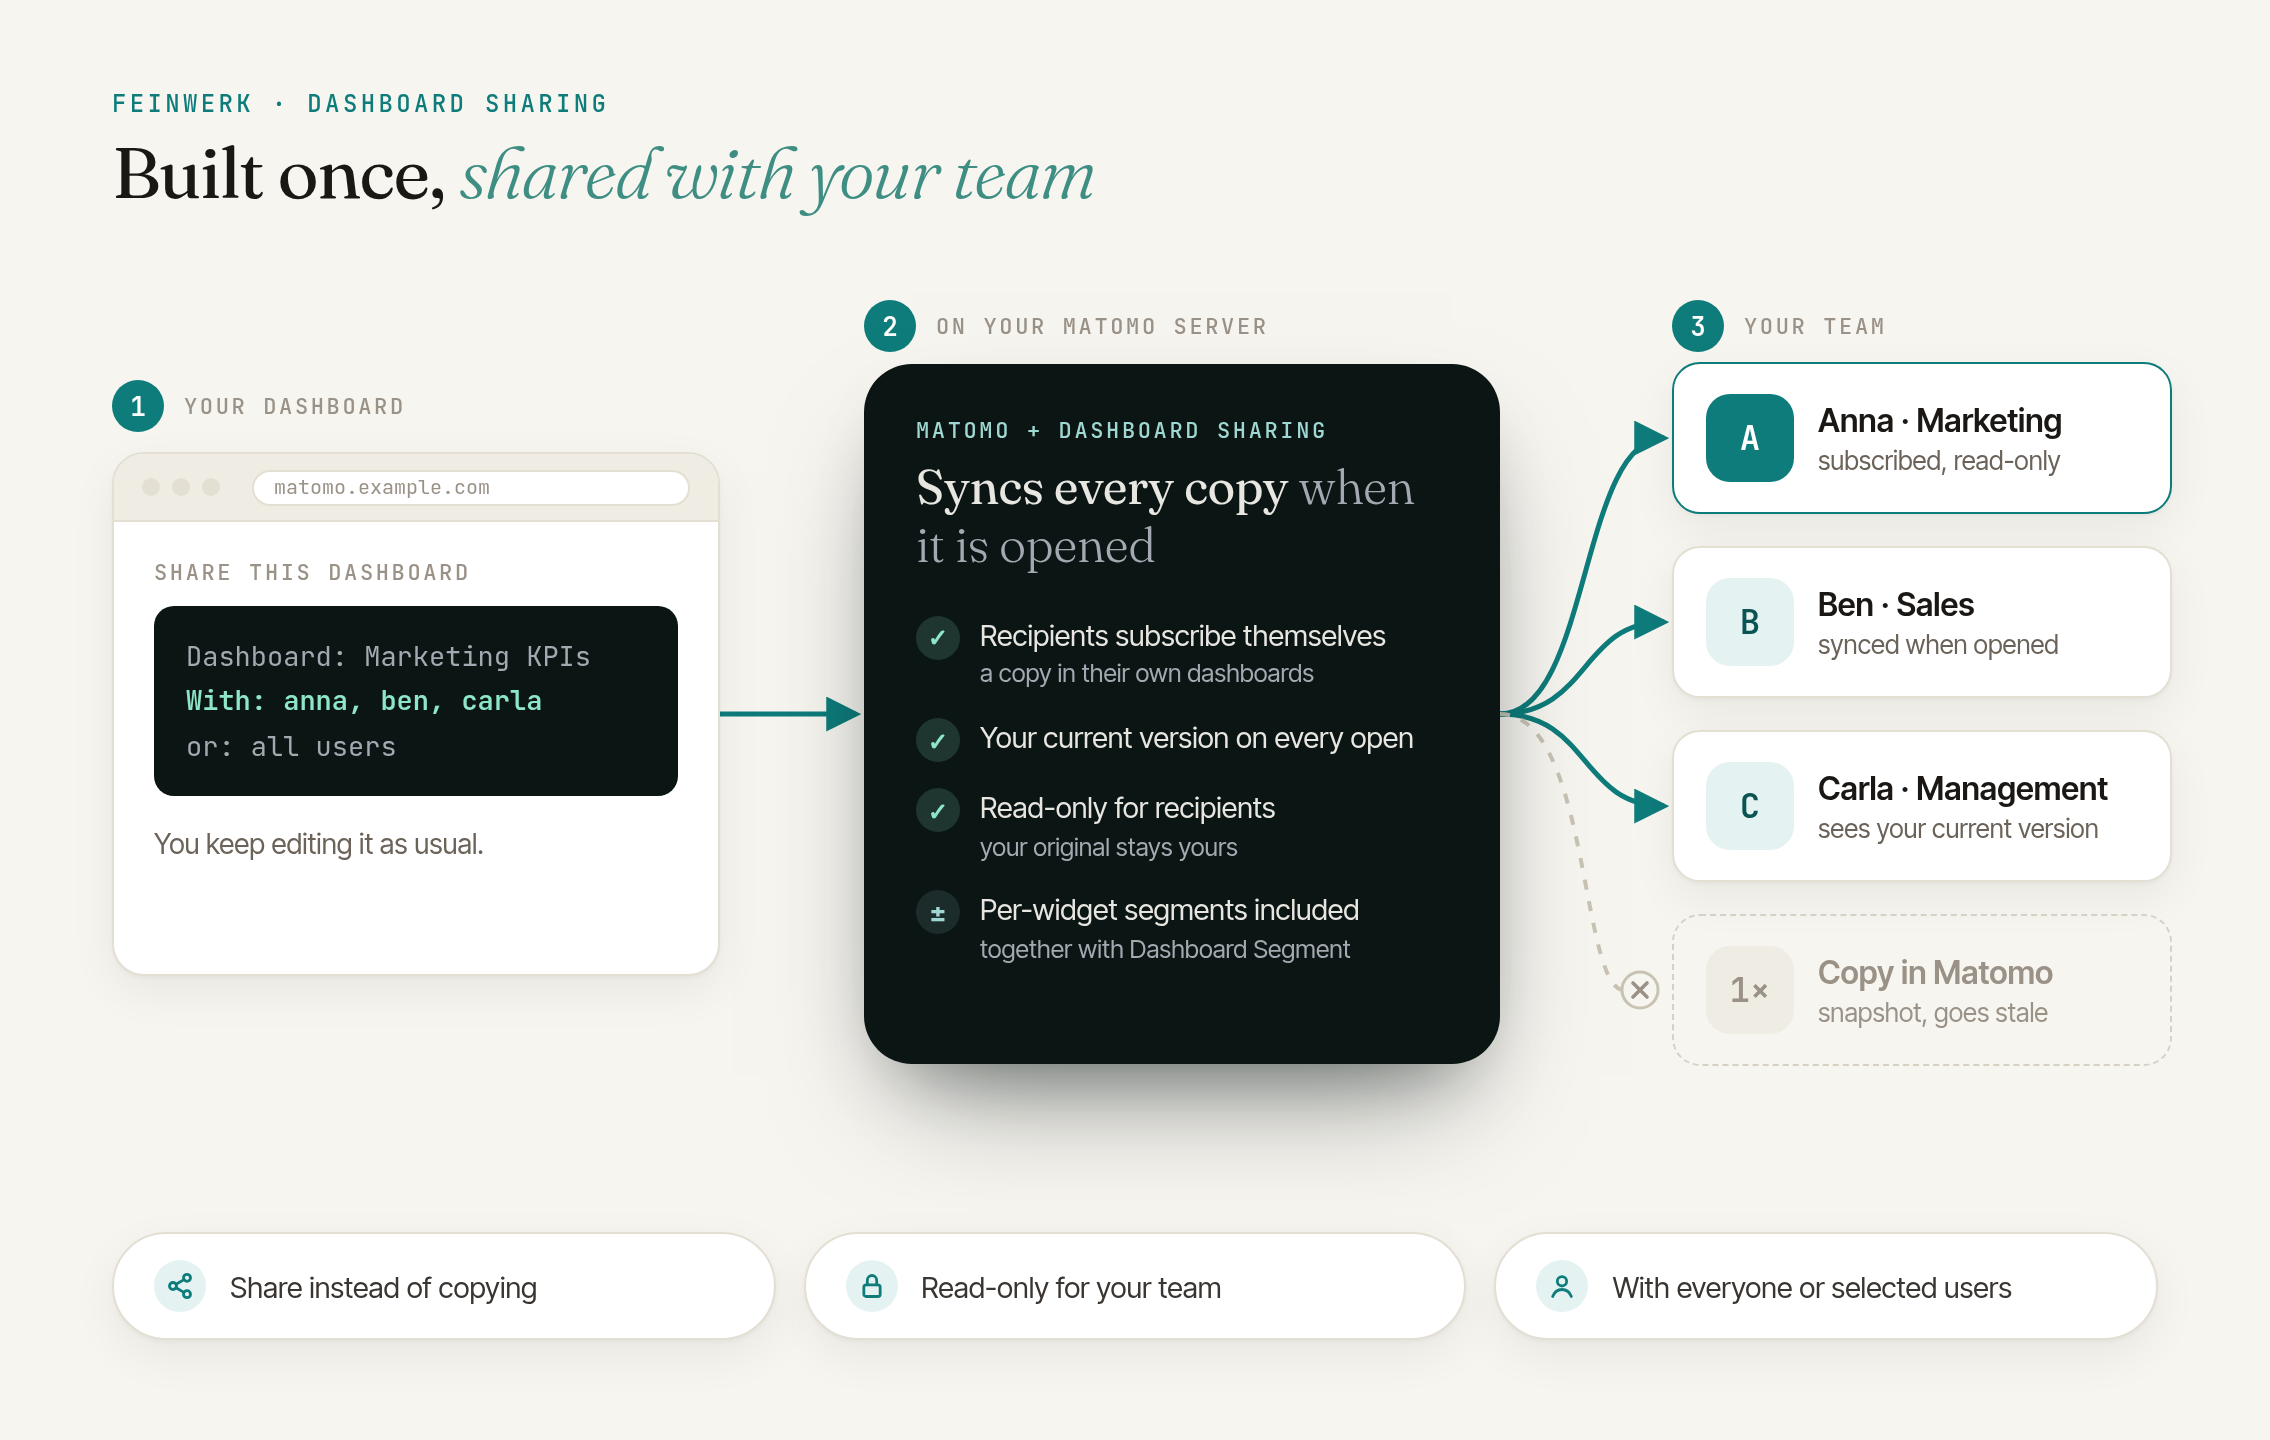 FEINWERK · DASHBOARD SHARING
Built once, shared with your team
1 YOUR DASHBOARD
matomo.example.com
SHARE THIS DASHBOARD
Dashboard: Marketing KPIs
With: anna, ben, carla
or: all users
You keep editing it as usual.
2 ON YOUR MATOMO SERVER
MATOMO + DASHBOARD SHARING
Syncs every copy when
it is opened
✓ Recipients subscribe themselves
a copy in their own dashboards
✓ Your current version on every open
✓ Read-only for recipients
your original stays yours
± Per-widget segments included
together with Dashboard Segment
3 YOUR TEAM
A
Anna · Marketing
subscribed, read-only
B
Ben · Sales
synced when opened
C
Carla · Management
sees your current version
1×
Copy in Matomo
snapshot, goes stale
Share instead of copying
Read-only for your team
With everyone or selected users